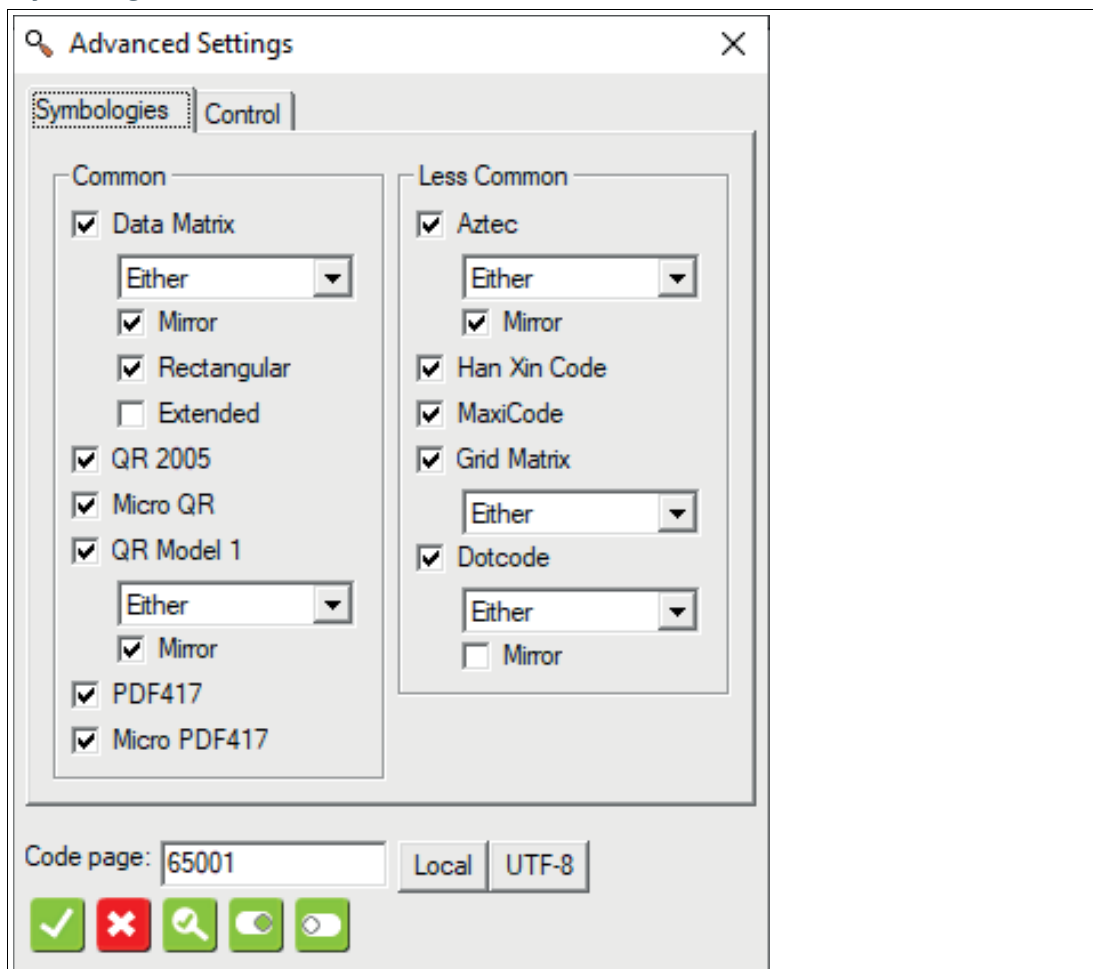 Advanced Settings
Symbologies
Control
Common
Data Matrix
Either
Mirror
Rectangular
Extended
QR 2005
Micro QR
QR Model 1
Either
Mirror
PDF417
Micro PDF417
Less Common
Aztec
Either
Mirror
Han Xin Code
MaxiCode
Grid Matrix
Either
Dotcode
Either
Mirror
Code page: 65001 Local UTF-8